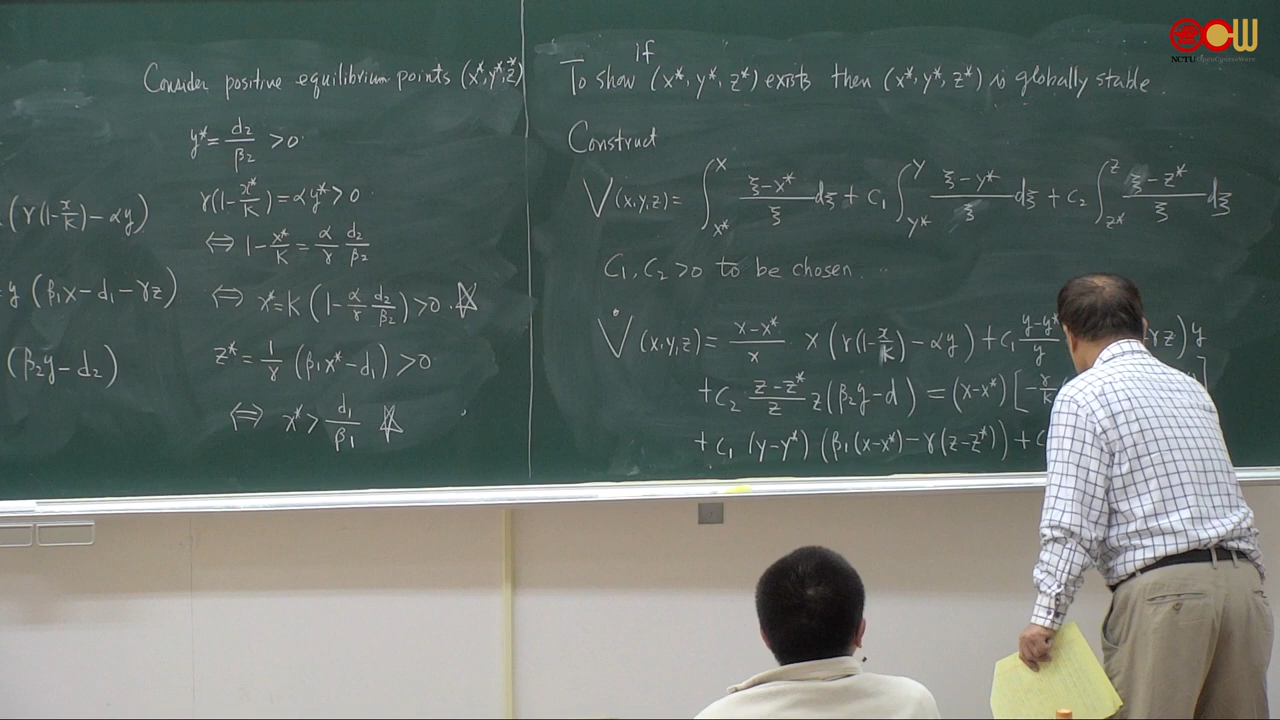 Consider positive equilibrium points (x*, y*, z*)
y* = d₂/β₂ > 0
r(1-x*/K) = αy* > 0
⇔ 1-x*/K = α/r d₂/β₂
(r(1-x/K)-αy)
y (β₁x-d₁-γz)
⇔ x* = K (1-α/r d₂/β₂) > 0 ☆
(β₂y-d₂)
z* = 1/γ (β₁x*-d₁) > 0
⇔ x* > d₁/β₁ ☆
if
To show (x*, y*, z*) exists then (x*, y*, z*) is globally stable
Construct
V(x,y,z) = ∫_{x*}^{x} (ξ-x*)/ξ dξ + C₁ ∫_{y*}^{y} (ξ-y*)/ξ dξ + C₂ ∫_{z*}^{z} (ξ-z*)/ξ dξ
C₁, C₂ > 0 to be chosen.
V̇(x,y,z) = (x-x*)/x x(r(1-x/K)-αy) + C₁ (y-y*)/y γz) y
+ C₂ (z-z*)/z z(β₂y-d) = (x-x*) [-r/K ]
+ C₁ (y-y*) (β₁(x-x*)-γ(z-z*)) + C
NCTU OpenCourseWare